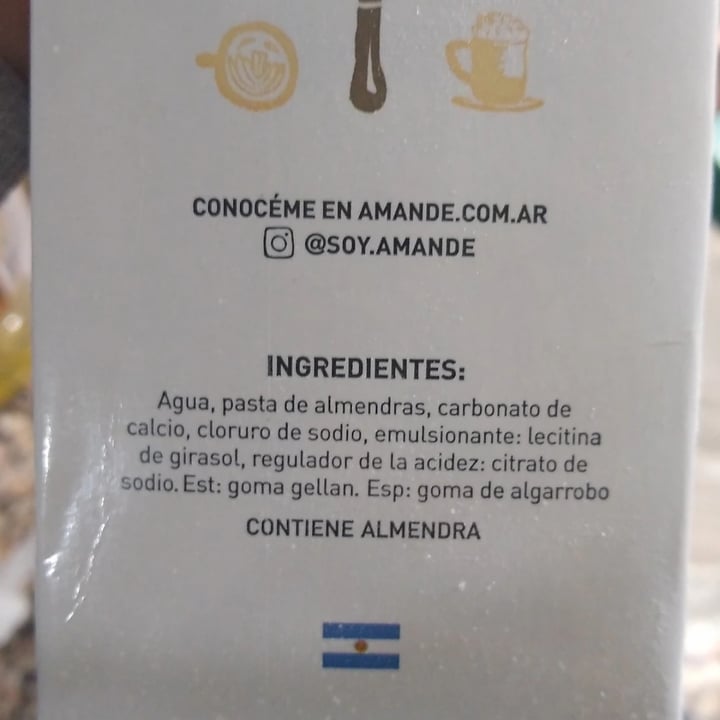 CONOCÉME EN AMANDE.COM.AR
@SOY.AMANDE
INGREDIENTES:
Agua, pasta de almendras, carbonato de
calcio, cloruro de sodio, emulsionante: lecitina
de girasol, regulador de la acidez: citrato de
sodio. Est: goma gellan. Esp: goma de algarrobo
CONTIENE ALMENDRA